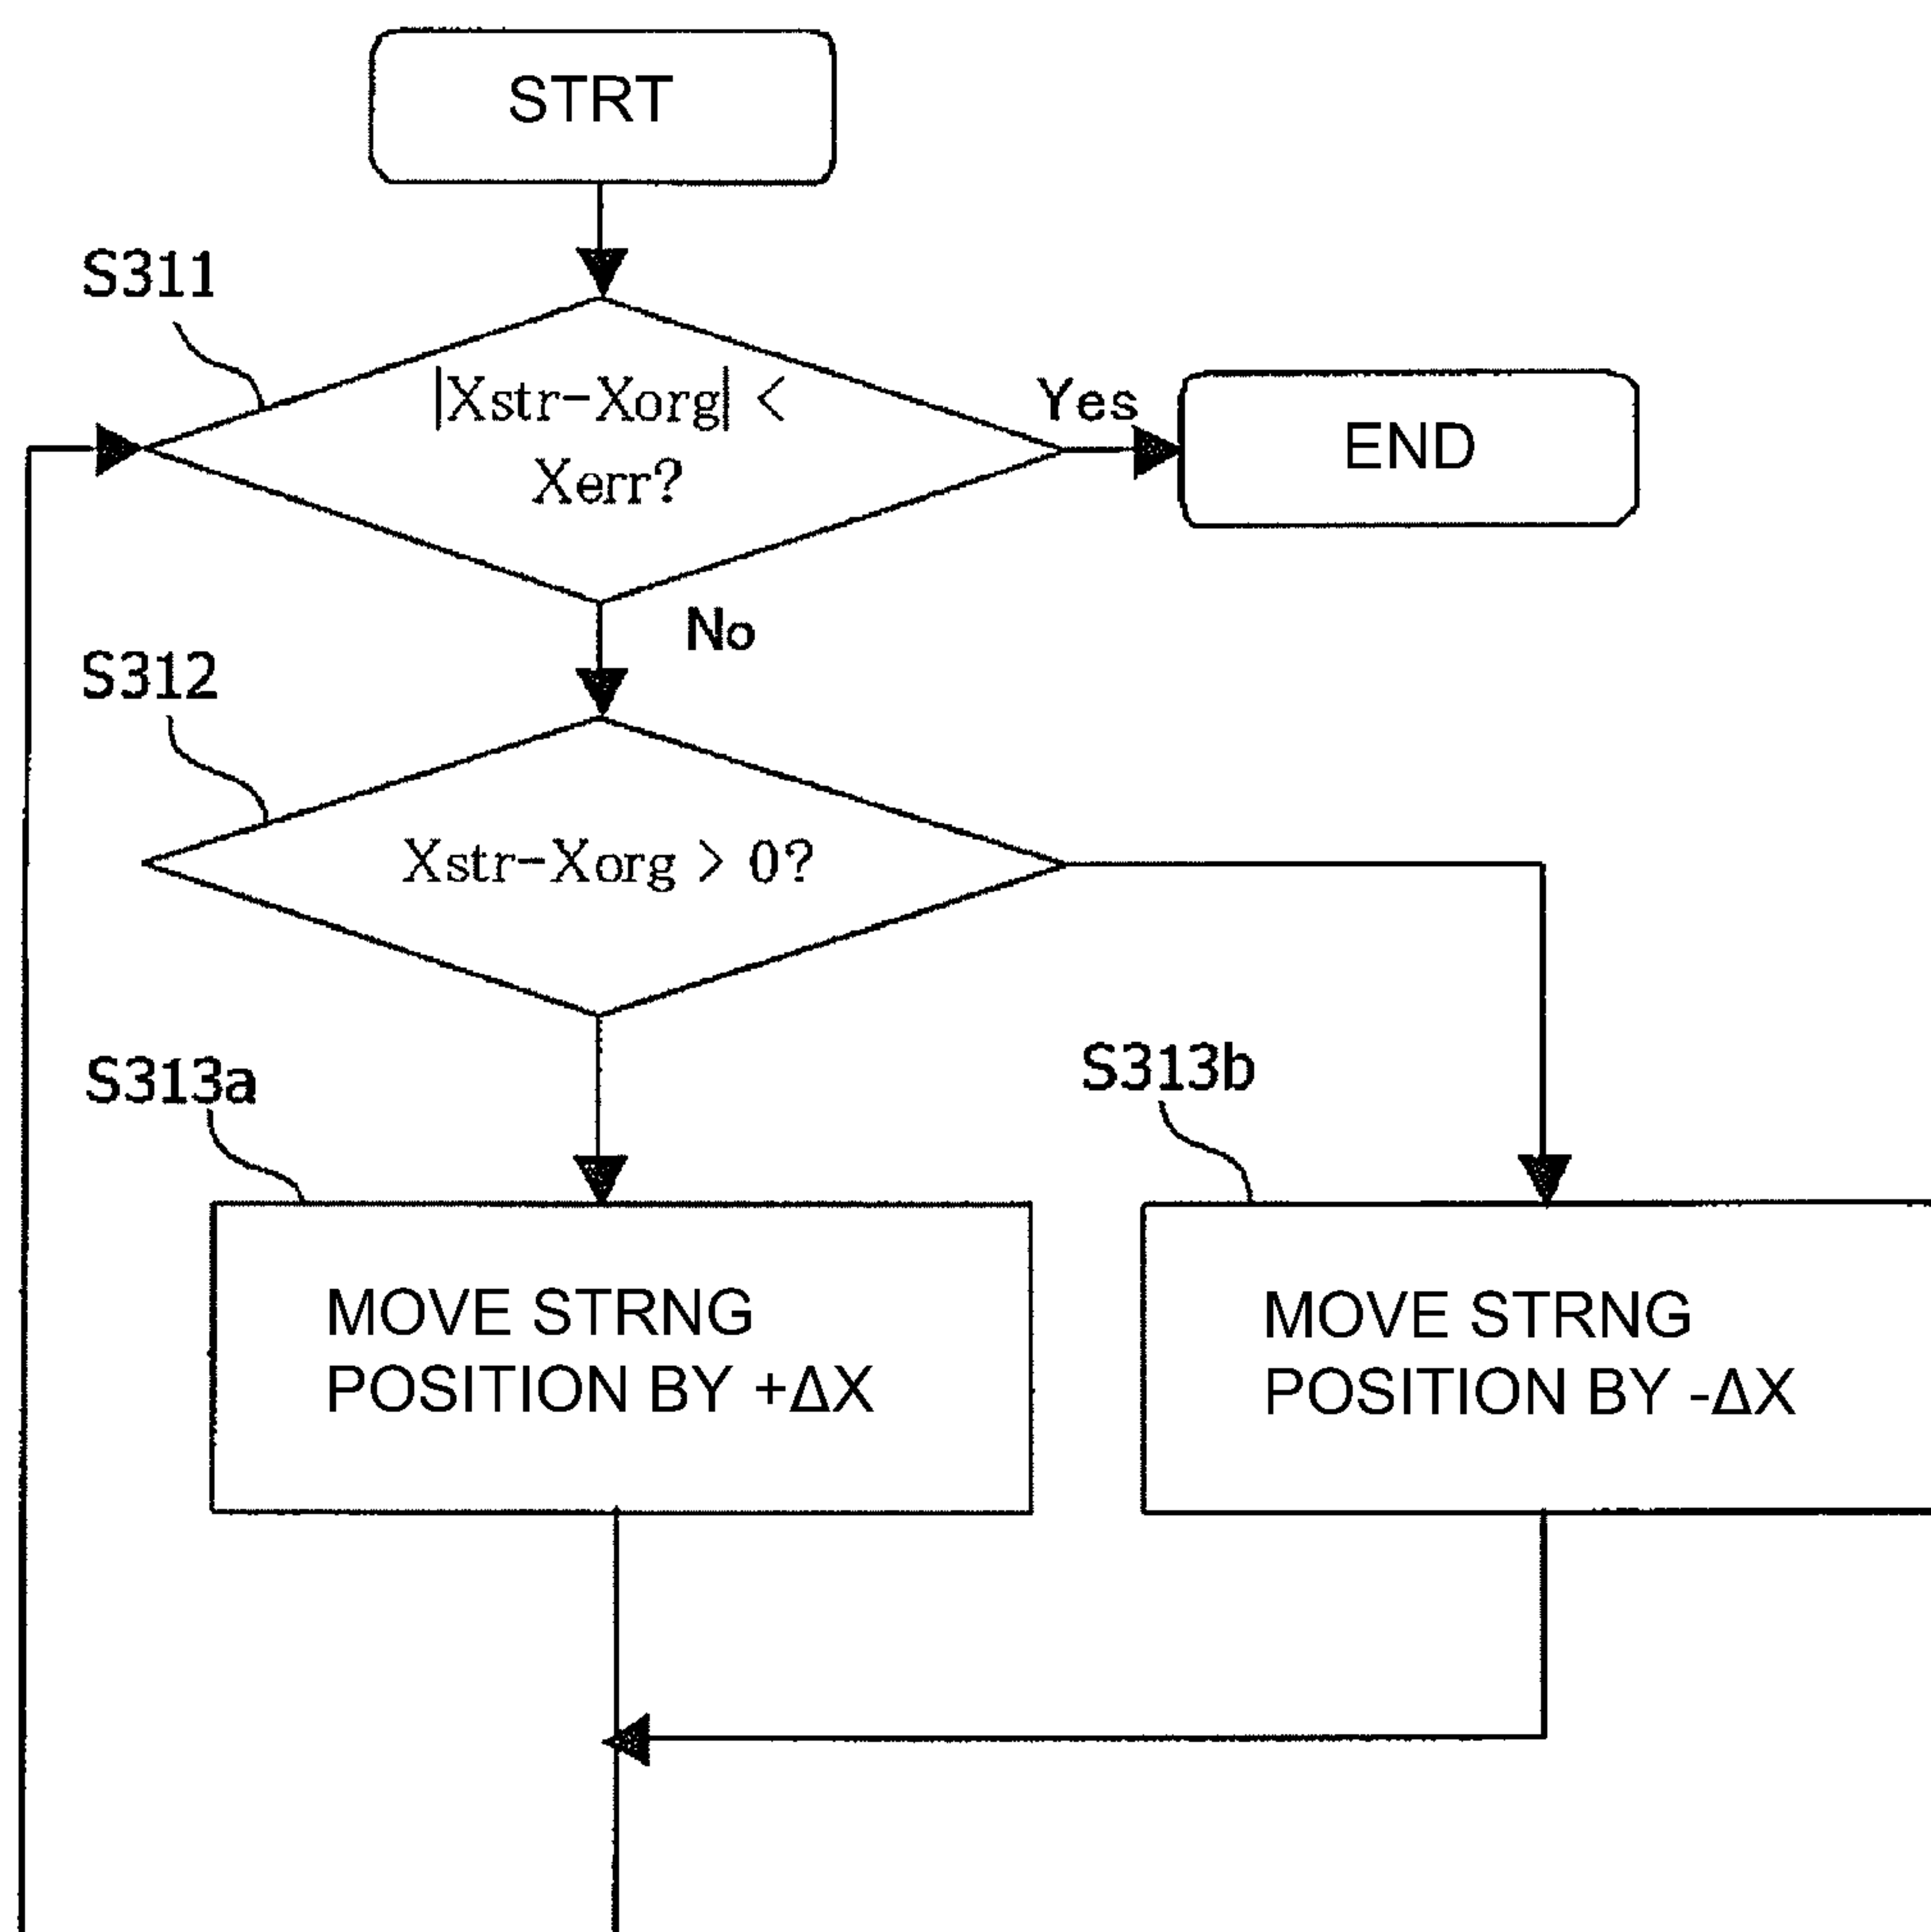 STRT
S311
|Xstr-Xorg| <
Xerr?
Yes
END
No
S312
Xstr-Xorg > 0?
S313a
S313b
MOVE STRNG
POSITION BY +ΔX
MOVE STRNG
POSITION BY -ΔX